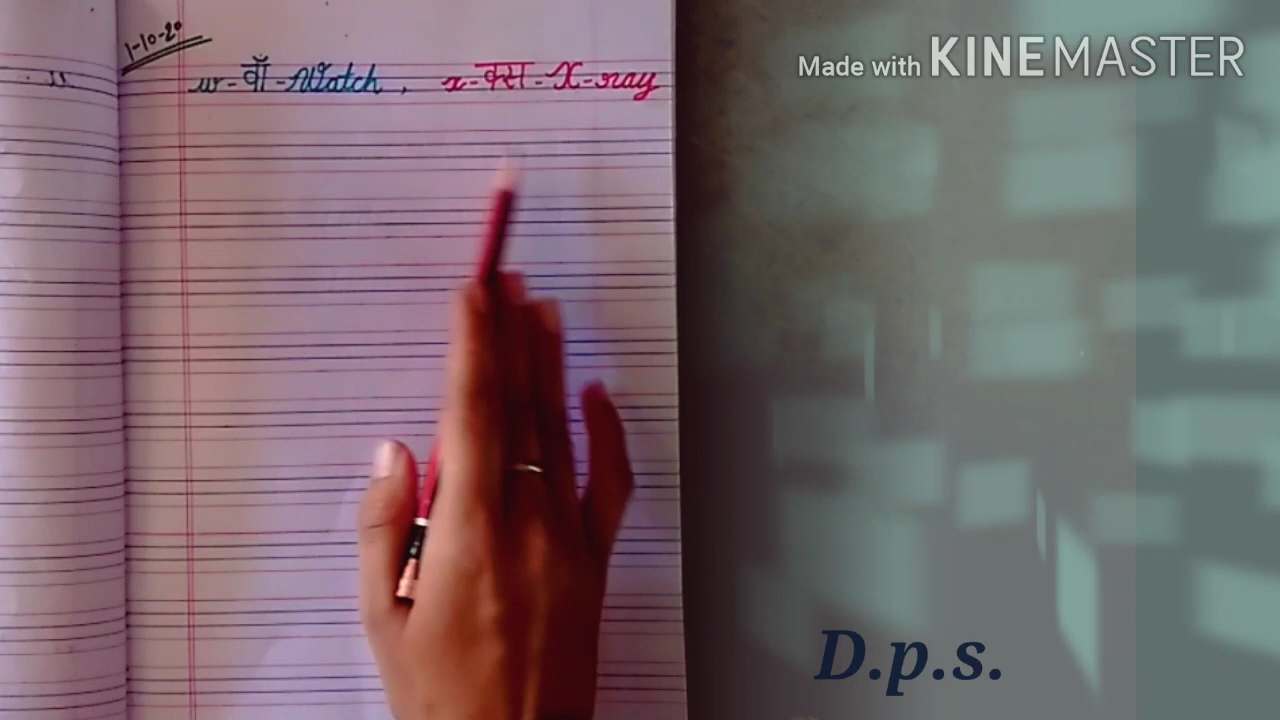 1-10-20
w - वॉ - Watch , x - क्स - X-ray
Made with KINEMASTER
D.p.s.